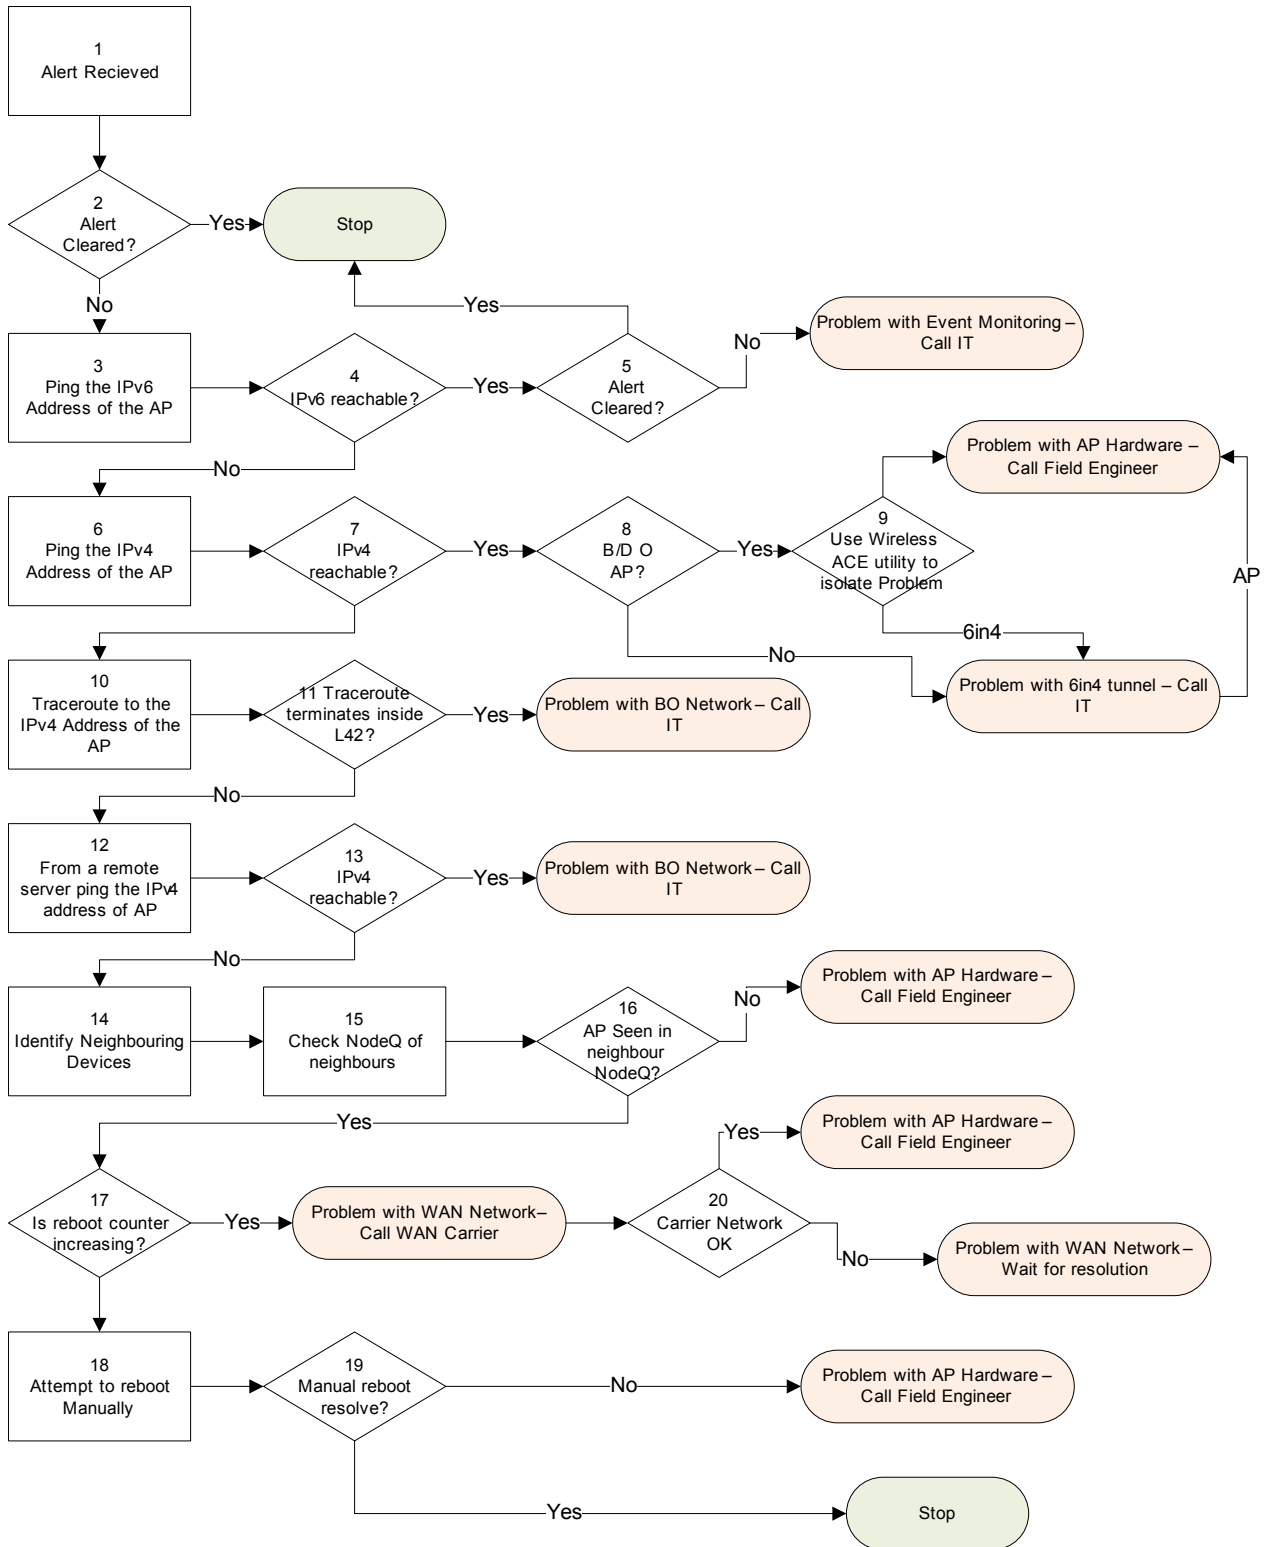 1
Alert Recieved
2
Alert
Cleared?
Yes
Stop
No
Yes
3
Ping the IPv6
Address of the AP
4
IPv6 reachable?
Yes
5
Alert
Cleared?
No
Problem with Event Monitoring –
Call IT
No
6
Ping the IPv4
Address of the AP
7
IPv4
reachable?
Yes
8
B/D O
AP?
Yes
9
Use Wireless
ACE utility to
isolate Problem
Problem with AP Hardware –
Call Field Engineer
AP
6in4
No
Problem with 6in4 tunnel – Call
IT
10
Traceroute to the
IPv4 Address of the
AP
11 Traceroute
terminates inside
L42?
Yes
Problem with BO Network – Call
IT
No
12
From a remote
server ping the IPv4
address of AP
13
IPv4
reachable?
Yes
Problem with BO Network – Call
IT
No
14
Identify Neighbouring
Devices
15
Check NodeQ of
neighbours
16
AP Seen in
neighbour
NodeQ?
No
Problem with AP Hardware –
Call Field Engineer
Yes
17
Is reboot counter
increasing?
Yes
Problem with WAN Network–
Call WAN Carrier
20
Carrier Network
OK
Yes
Problem with AP Hardware –
Call Field Engineer
No
Problem with WAN Network –
Wait for resolution
18
Attempt to reboot
Manually
19
Manual reboot
resolve?
No
Problem with AP Hardware –
Call Field Engineer
Yes
Stop